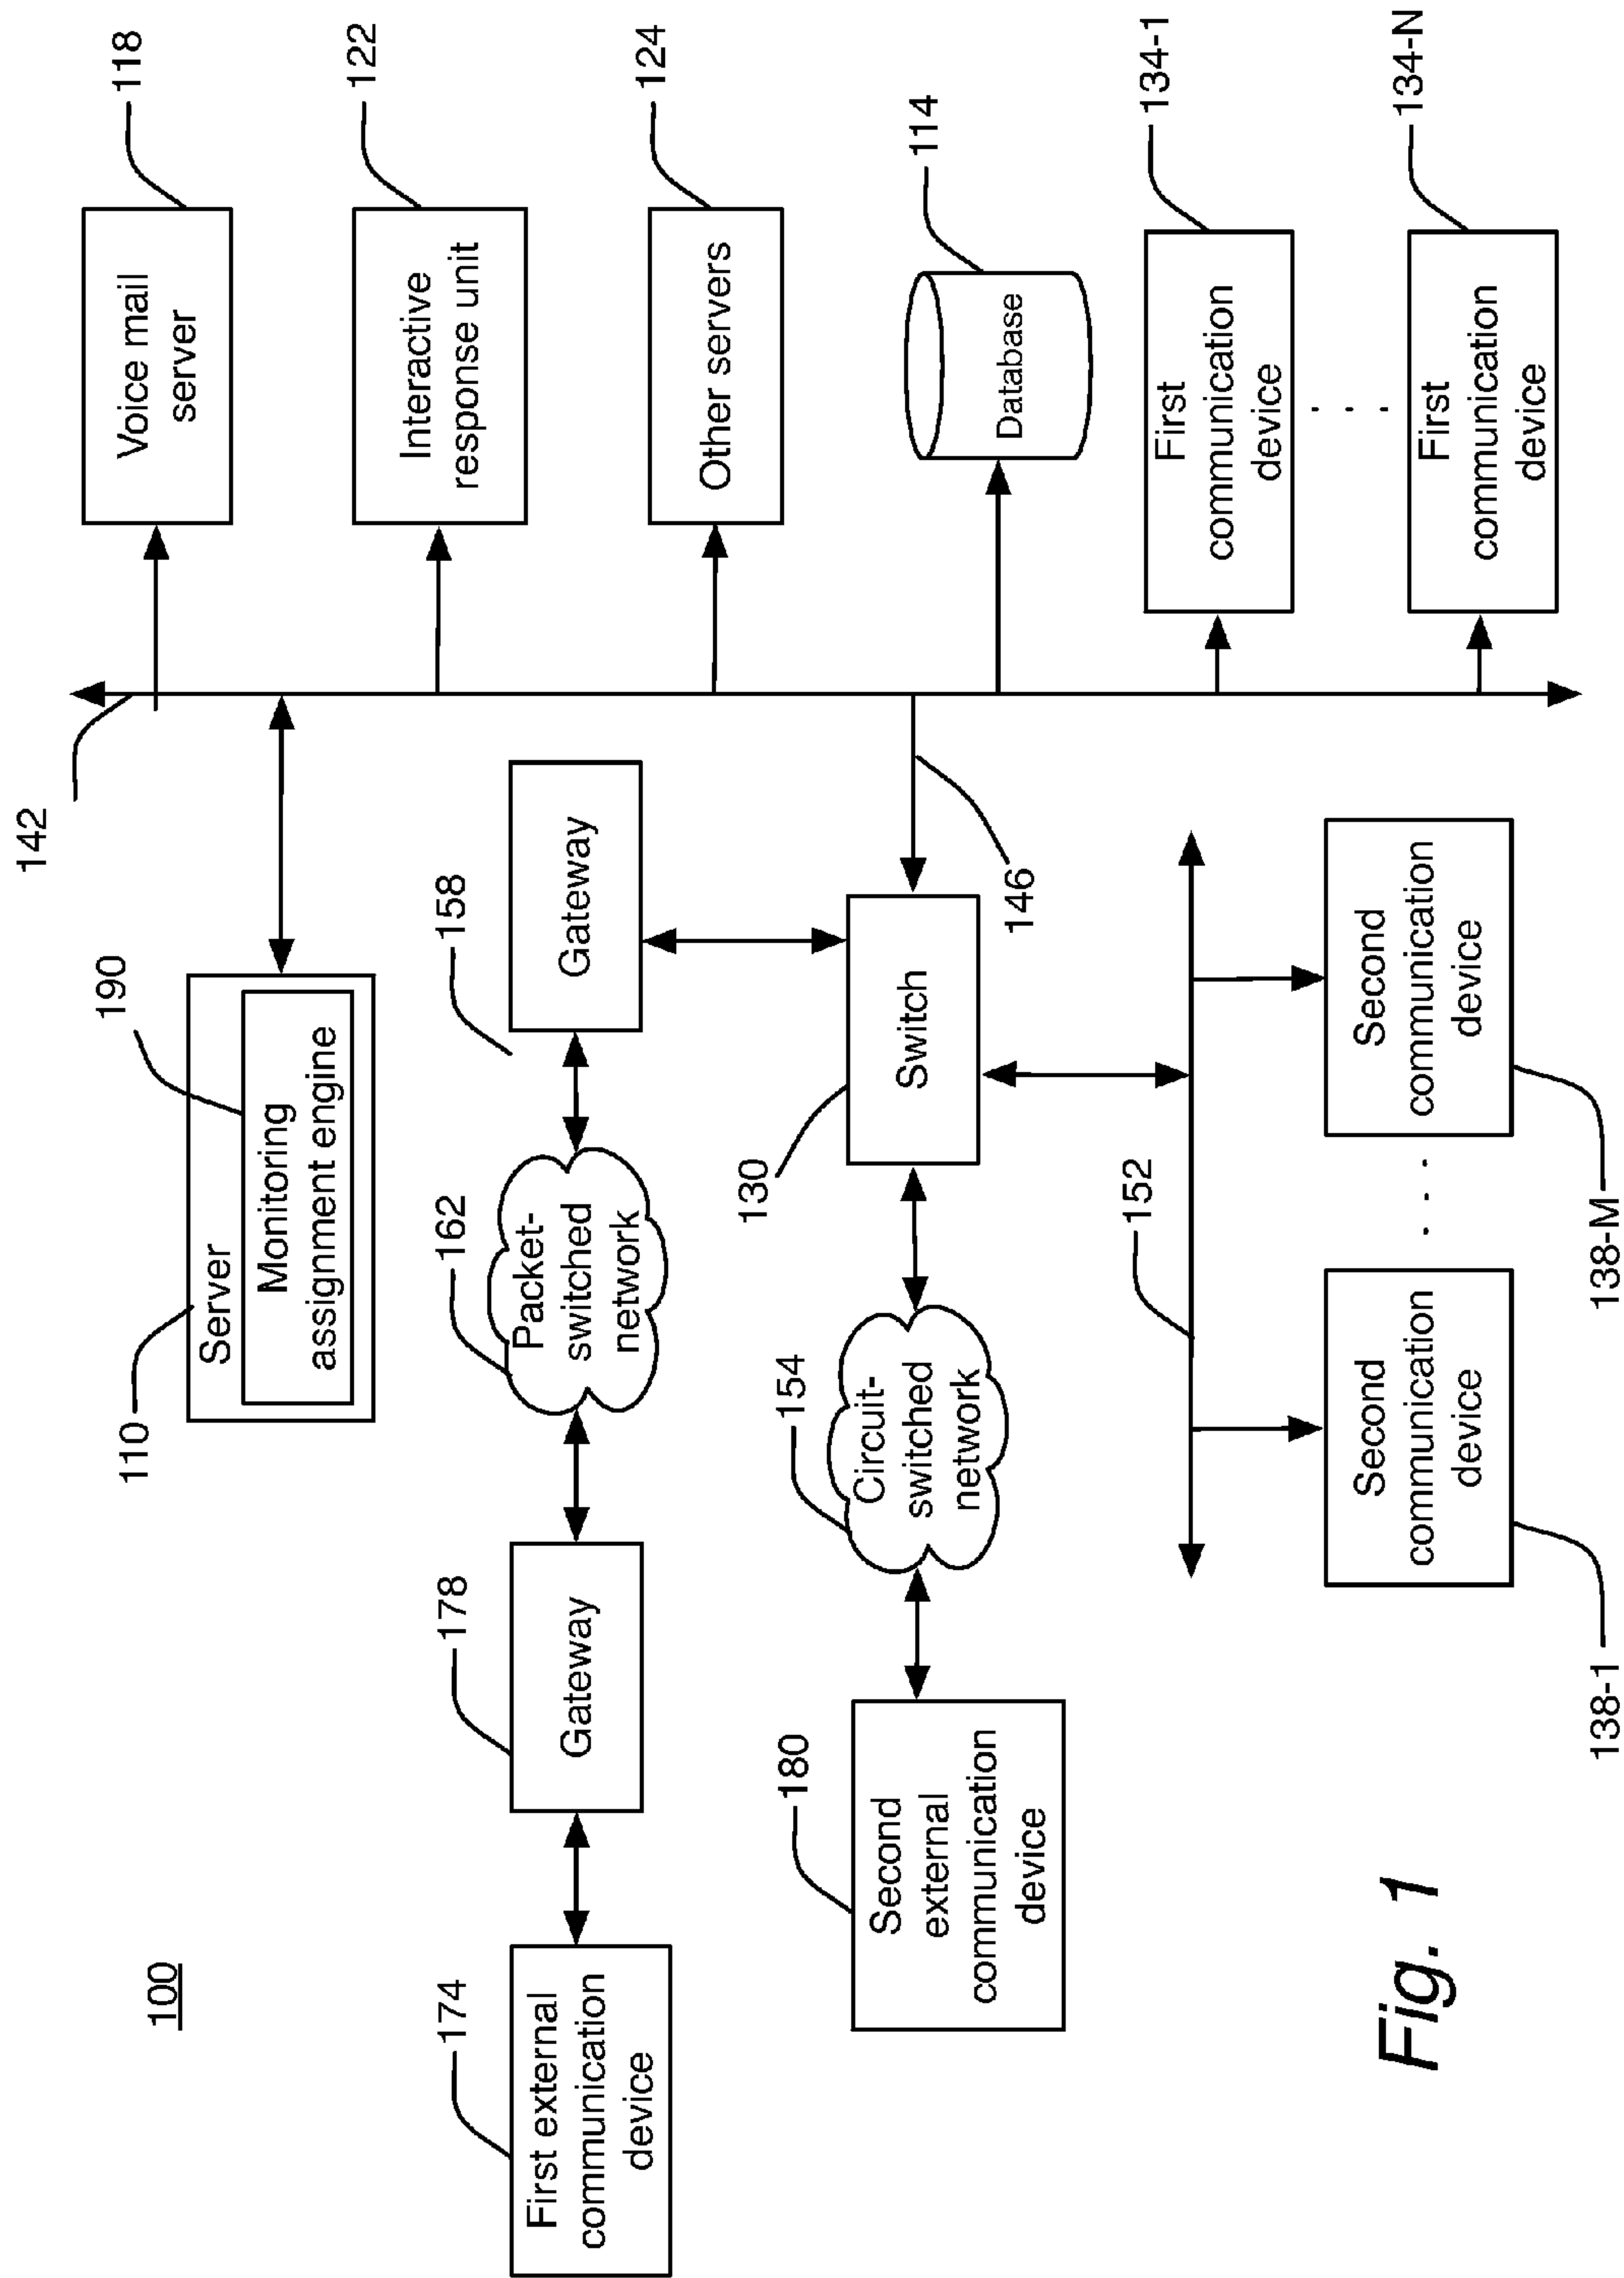 100
110
Server
Monitoring
assignment engine
190
142
Voice mail
server
118
Interactive
response unit
122
Other servers
124
Database
114
First
communication
device
134-1
. . .
First
communication
device
134-N
174
First external
communication
device
178
Gateway
162
Packet-
switched
network
158
Gateway
180
Second
external
communication
device
154
Circuit-
switched
network
130
Switch
146
152
Second
communication
device
138-1
. . .
Second
communication
device
138-M
Fig. 1